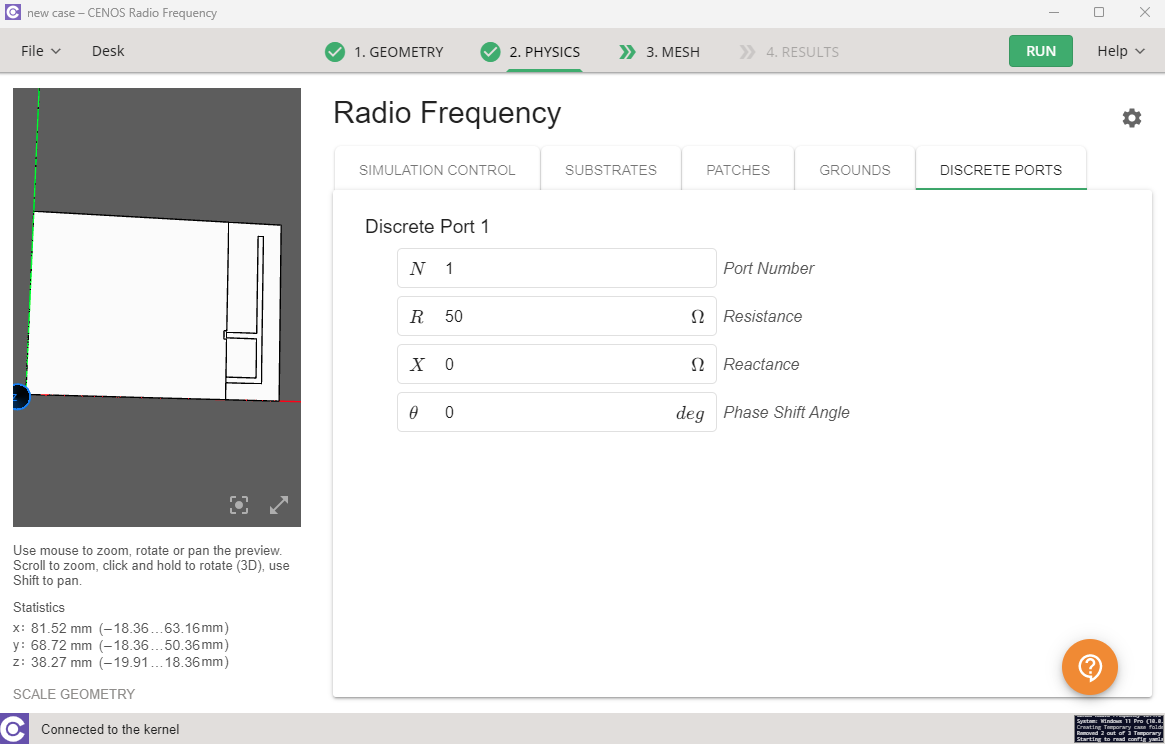 new case – CENOS Radio Frequency
File
Desk
1. GEOMETRY
2. PHYSICS
3. MESH
4. RESULTS
RUN
Help
Radio Frequency
SIMULATION CONTROL
SUBSTRATES
PATCHES
GROUNDS
DISCRETE PORTS
Discrete Port 1
N 1 Port Number
R 50 Ω Resistance
X 0 Ω Reactance
θ 0 deg Phase Shift Angle
Use mouse to zoom, rotate or pan the preview.
Scroll to zoom, click and hold to rotate (3D), use
Shift to pan.
Statistics
x: 81.52 mm (−18.36…63.16mm)
y: 68.72 mm (−18.36…50.36mm)
z: 38.27 mm (−19.91…18.36mm)
SCALE GEOMETRY
Connected to the kernel
System: Windows 11 Pro (10.0.
Creating Temporary case folde
Removed 2 out of 3 Temporary
Starting to read config yamls